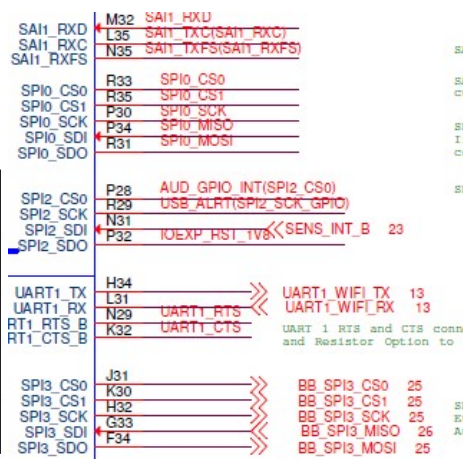 SAI1_RXD M32 SAI1_RXD
SAI1_RXC L35 SAI1_TXC(SAI1_RXC)
SAI1_RXFS N35 SAI1_TXFS(SAI1_RXFS)
SPI0_CS0 R33 SPI0_CS0
SPI0_CS1 R35 SPI0_CS1
SPI0_SCK P30 SPI0_SCK
SPI0_SDI P34 SPI0_MISO
SPI0_SDO R31 SPI0_MOSI
SPI2_CS0 P28 AUD_GPIO_INT(SPI2_CS0)
SPI2_SCK R29 USB_ALRT(SPI2_SCK_GPIO)
SPI2_SDI N31 SENS_INT_B 23
SPI2_SDO P32 IOEXP_RST_1V8
UART1_TX H34 UART1_WIFI_TX 13
UART1_RX L31 UART1_WIFI_RX 13
RT1_RTS_B N29 UART1_RTS
RT1_CTS_B K32 UART1_CTS
UART 1 RTS and CTS conn
and Resistor Option to
SPI3_CS0 J31 BB_SPI3_CS0 25
SPI3_CS1 K30 BB_SPI3_CS1 25
SPI3_SCK H32 BB_SPI3_SCK 25
SPI3_SDI G33 BB_SPI3_MISO 26
SPI3_SDO F34 BB_SPI3_MOSI 25